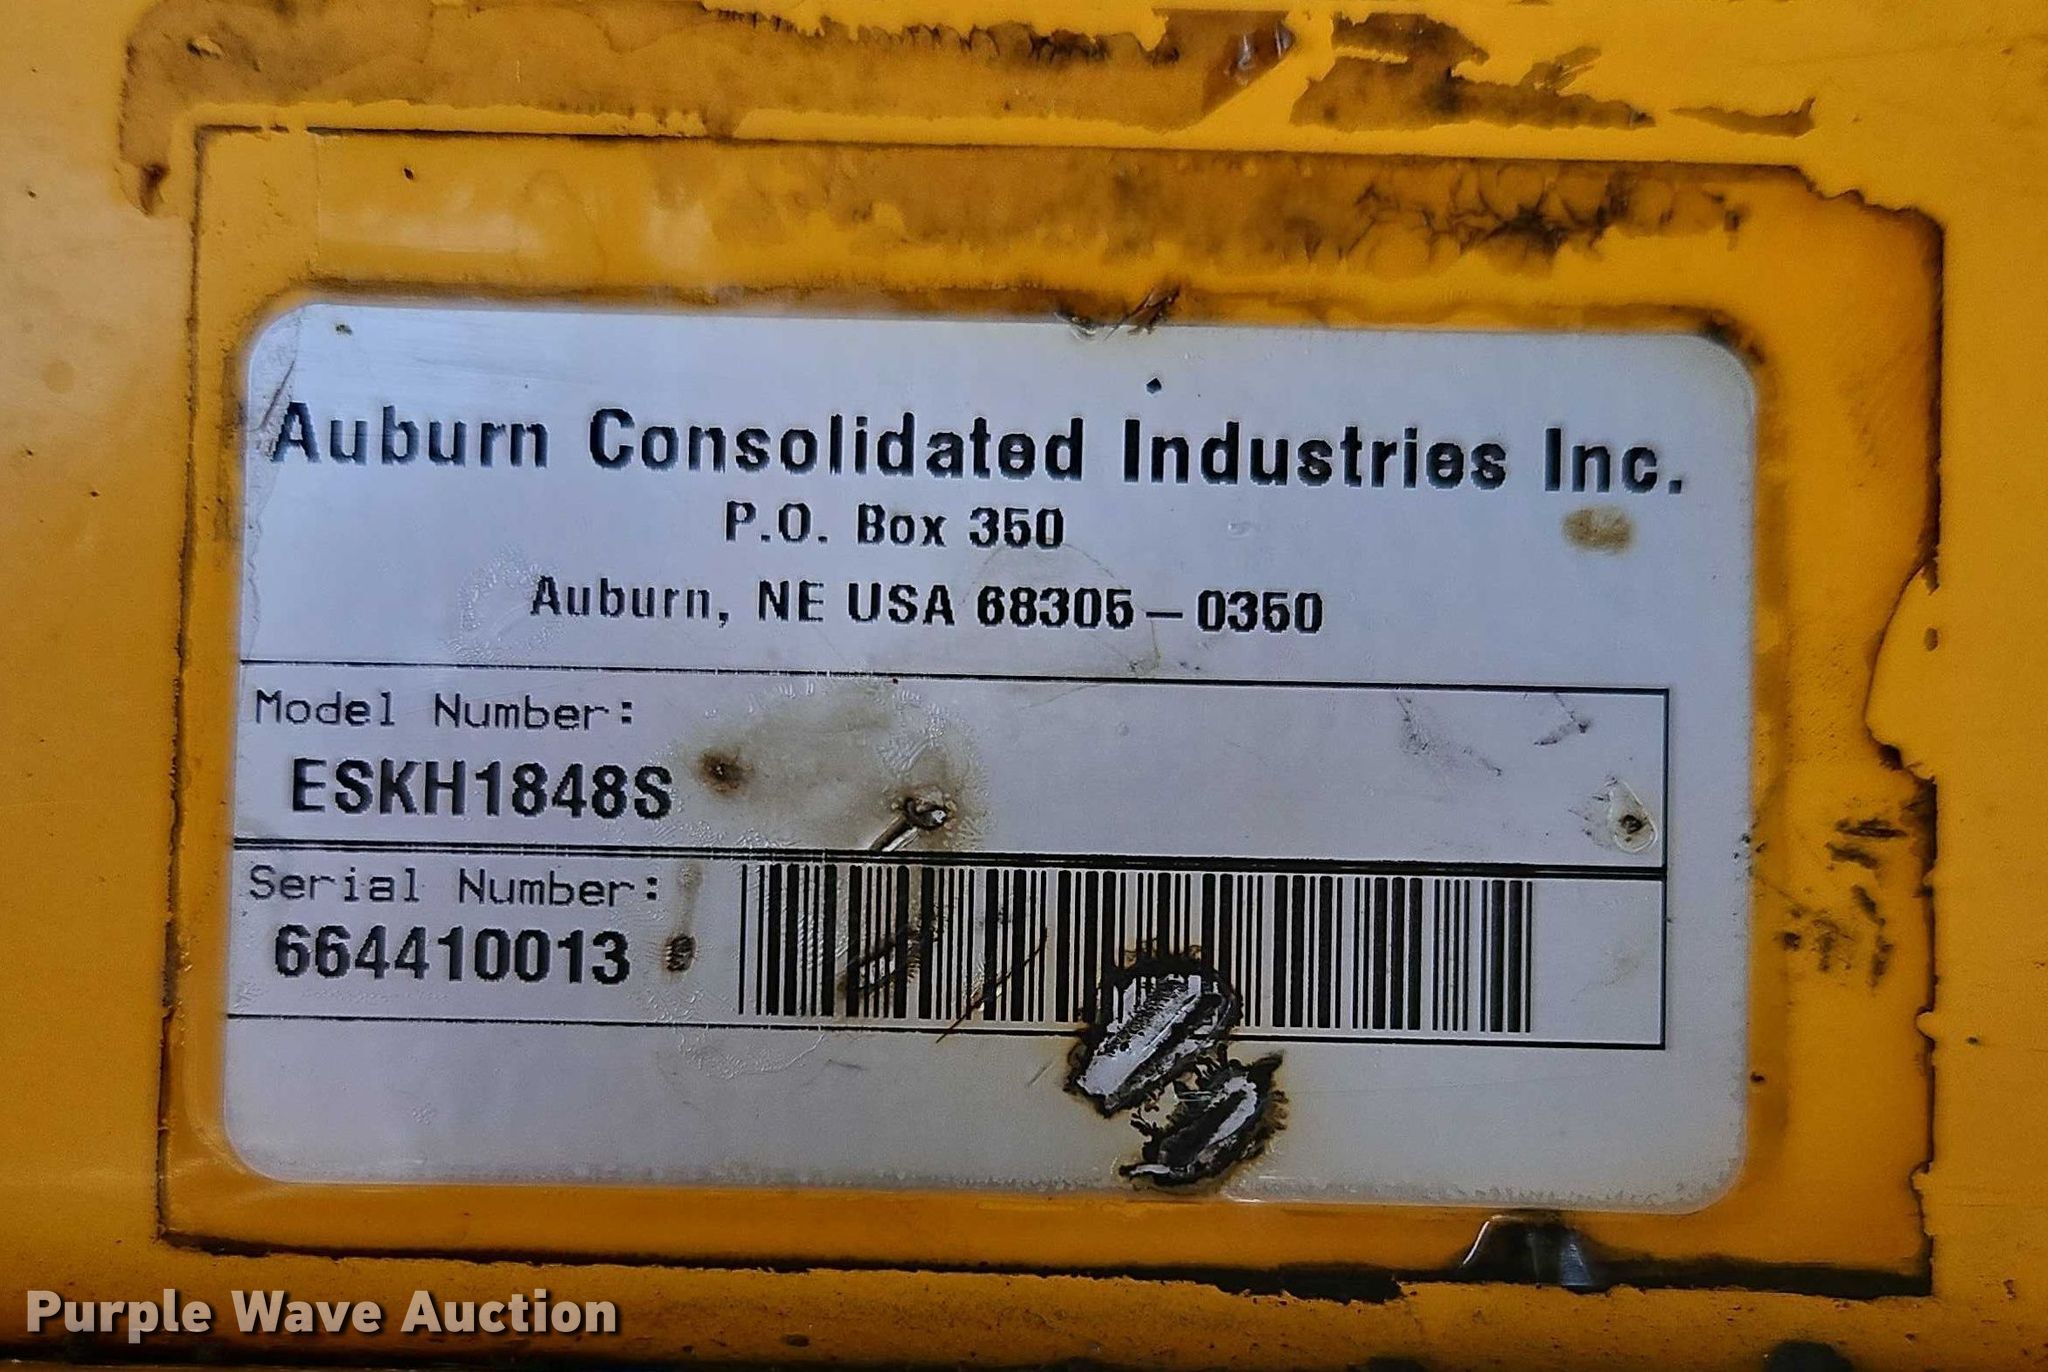 Auburn Consolidated Industries Inc.
P.O. Box 350
Auburn, NE USA 68305-0350
Model Number:
ESKH1848S
Serial Number:
664410013
Purple Wave Auction